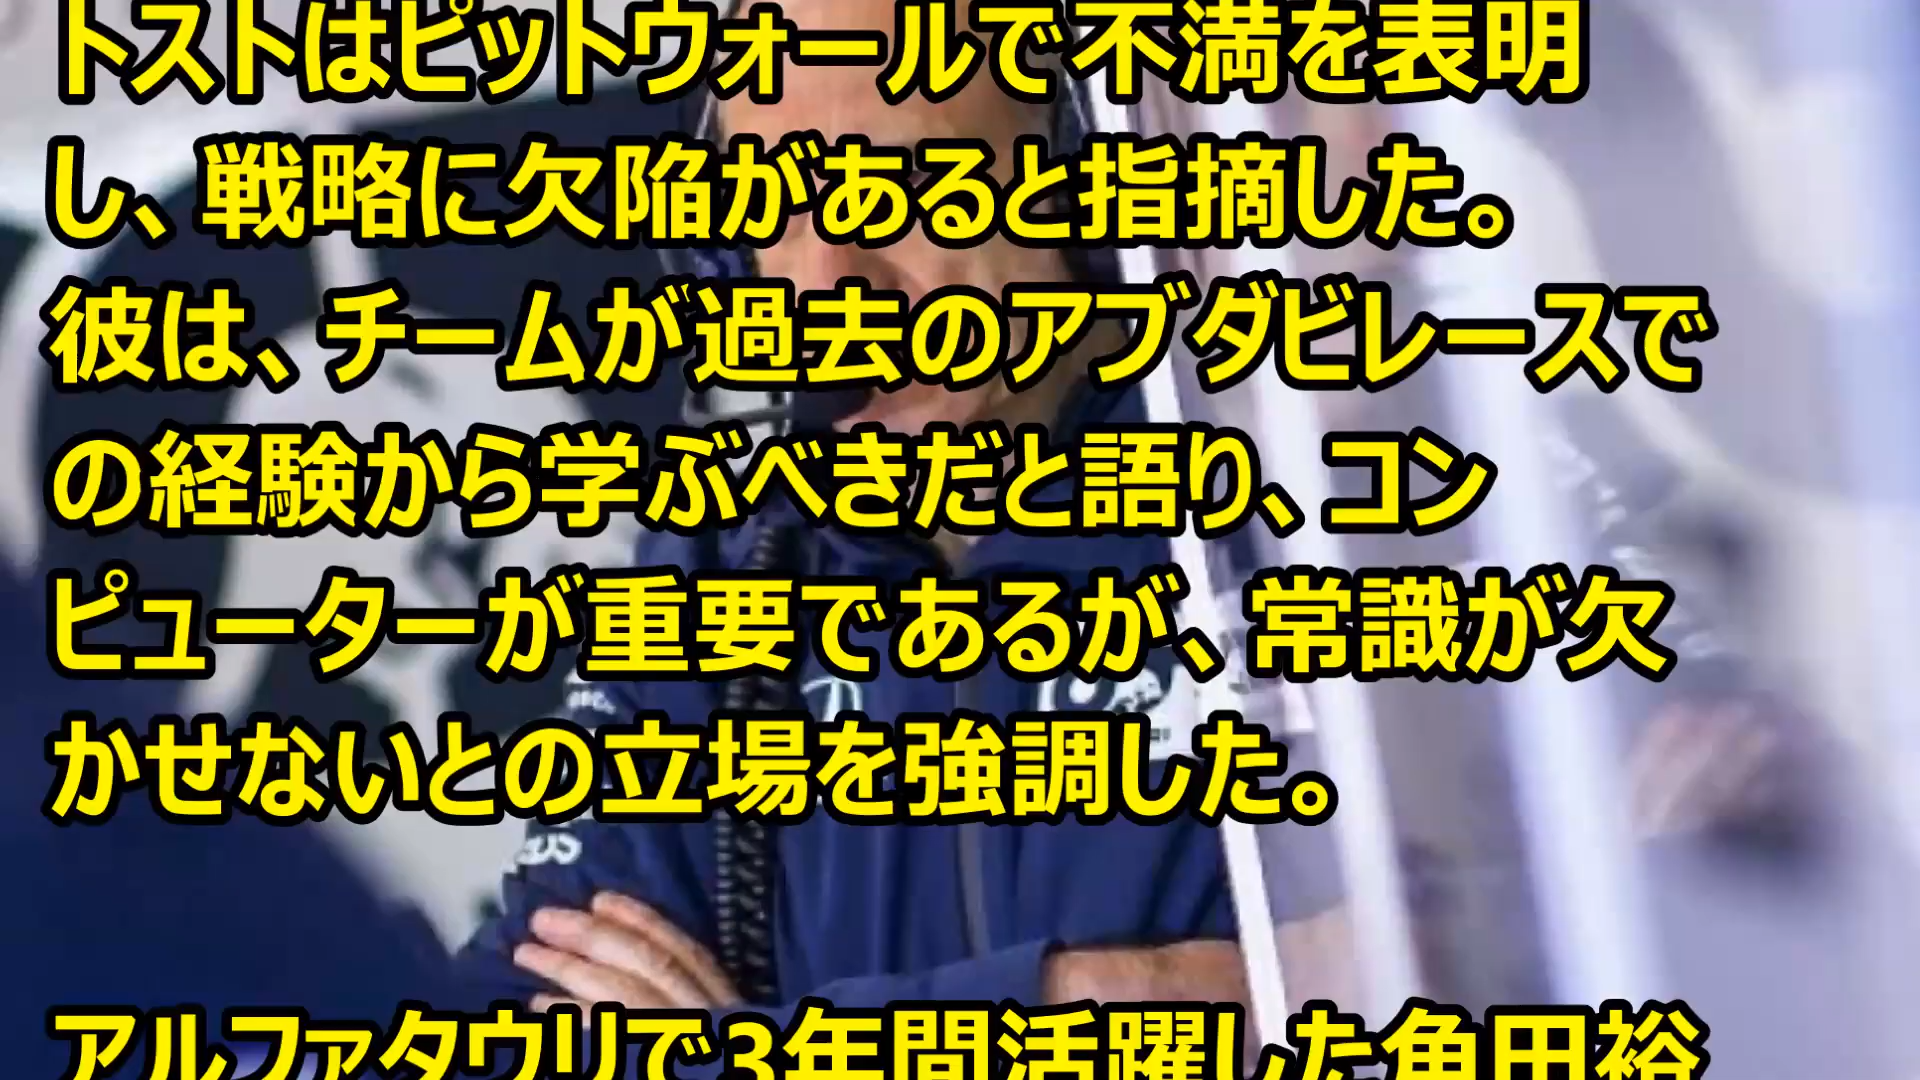 トストはピットウォールで不満を表明
し、戦略に欠陥があると指摘した。
彼は、チームが過去のアブダビレースで
の経験から学ぶべきだと語り、コン
ピューターが重要であるが、常識が欠
かせないとの立場を強調した。
アルファタウリで3年間活躍した角田裕